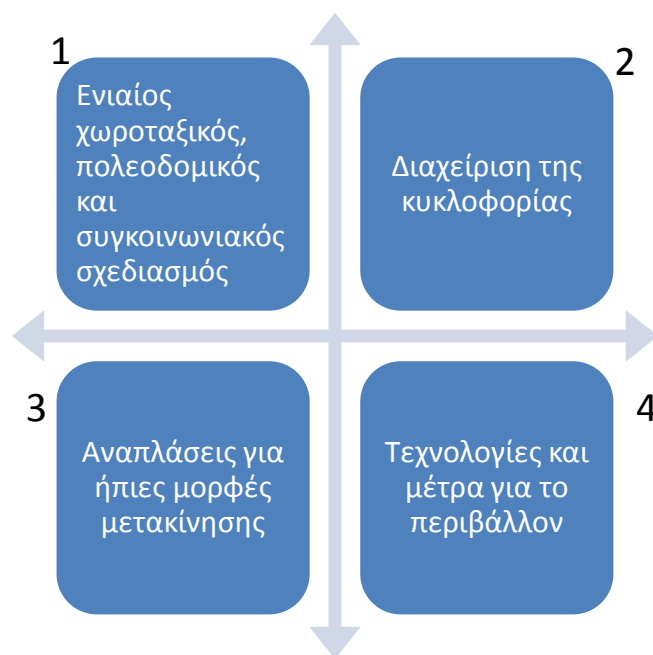 1
Ενιαίος
χωροταξικός,
πολεοδομικός
και
συγκοινωνιακός
σχεδιασμός
2
Διαχείριση της
κυκλοφορίας
3
Αναπλάσεις για
ήπιες μορφές
μετακίνησης
4
Τεχνολογίες και
μέτρα για το
περιβάλλον